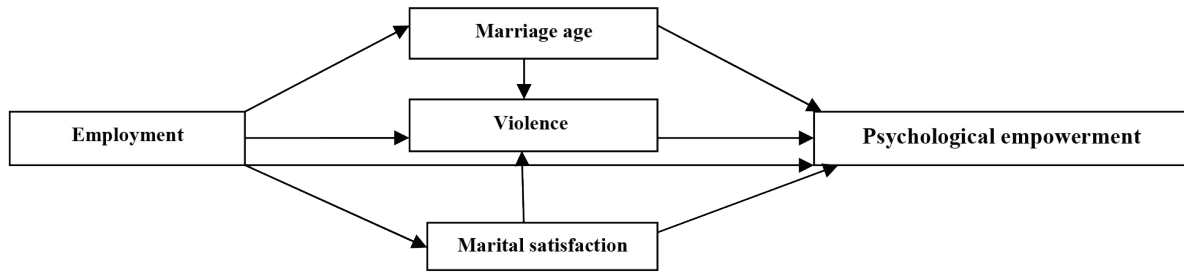 Marriage age
Violence
Employment
Psychological empowerment
Marital satisfaction